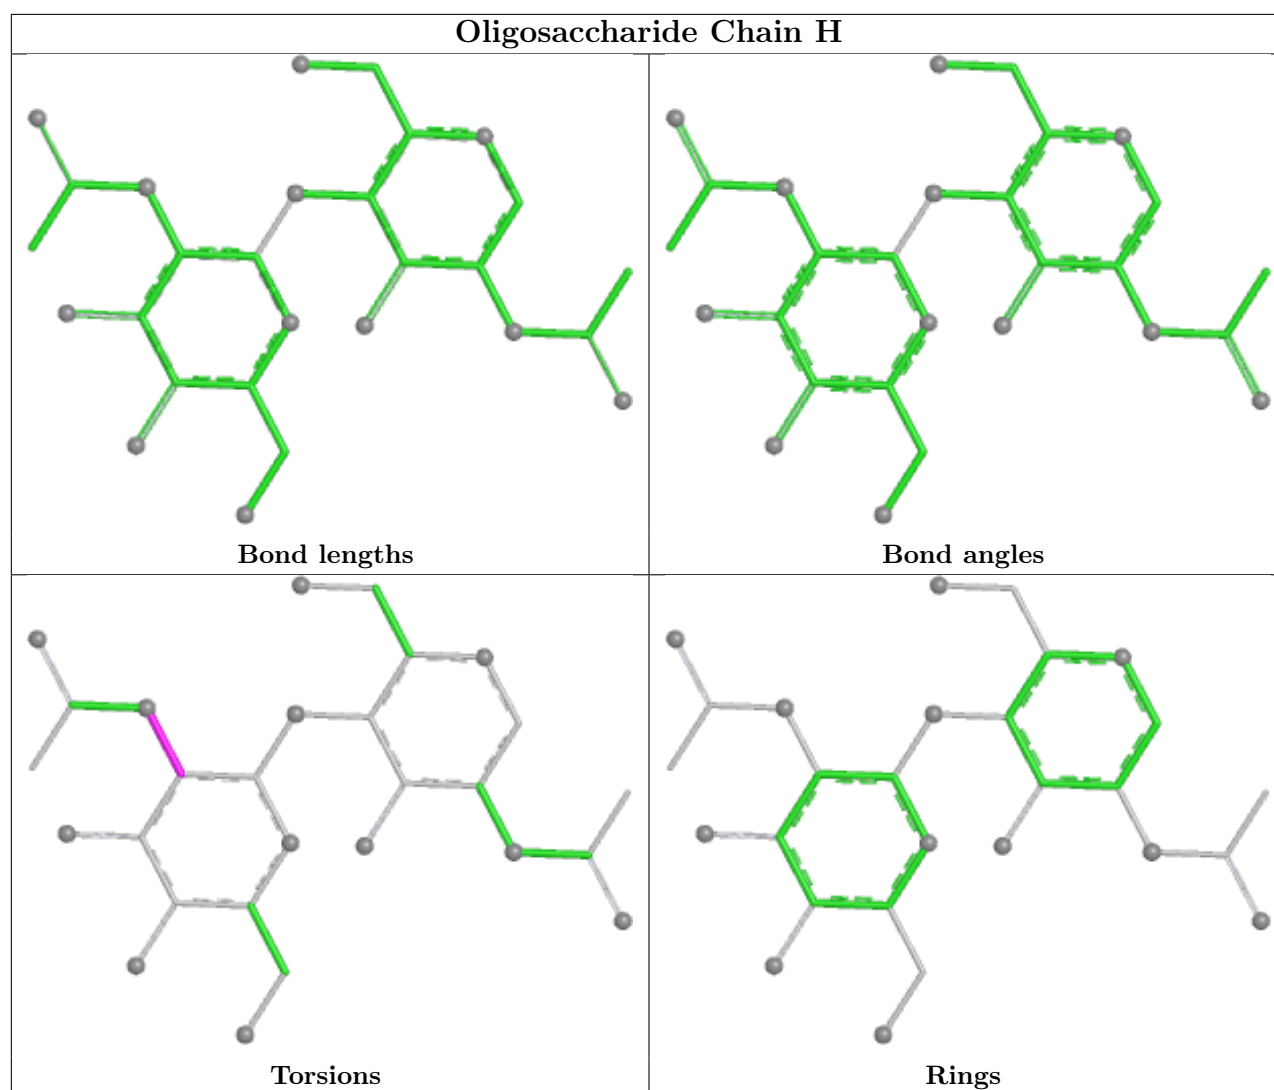 Oligosaccharide Chain H
Bond lengths
Bond angles
Torsions
Rings